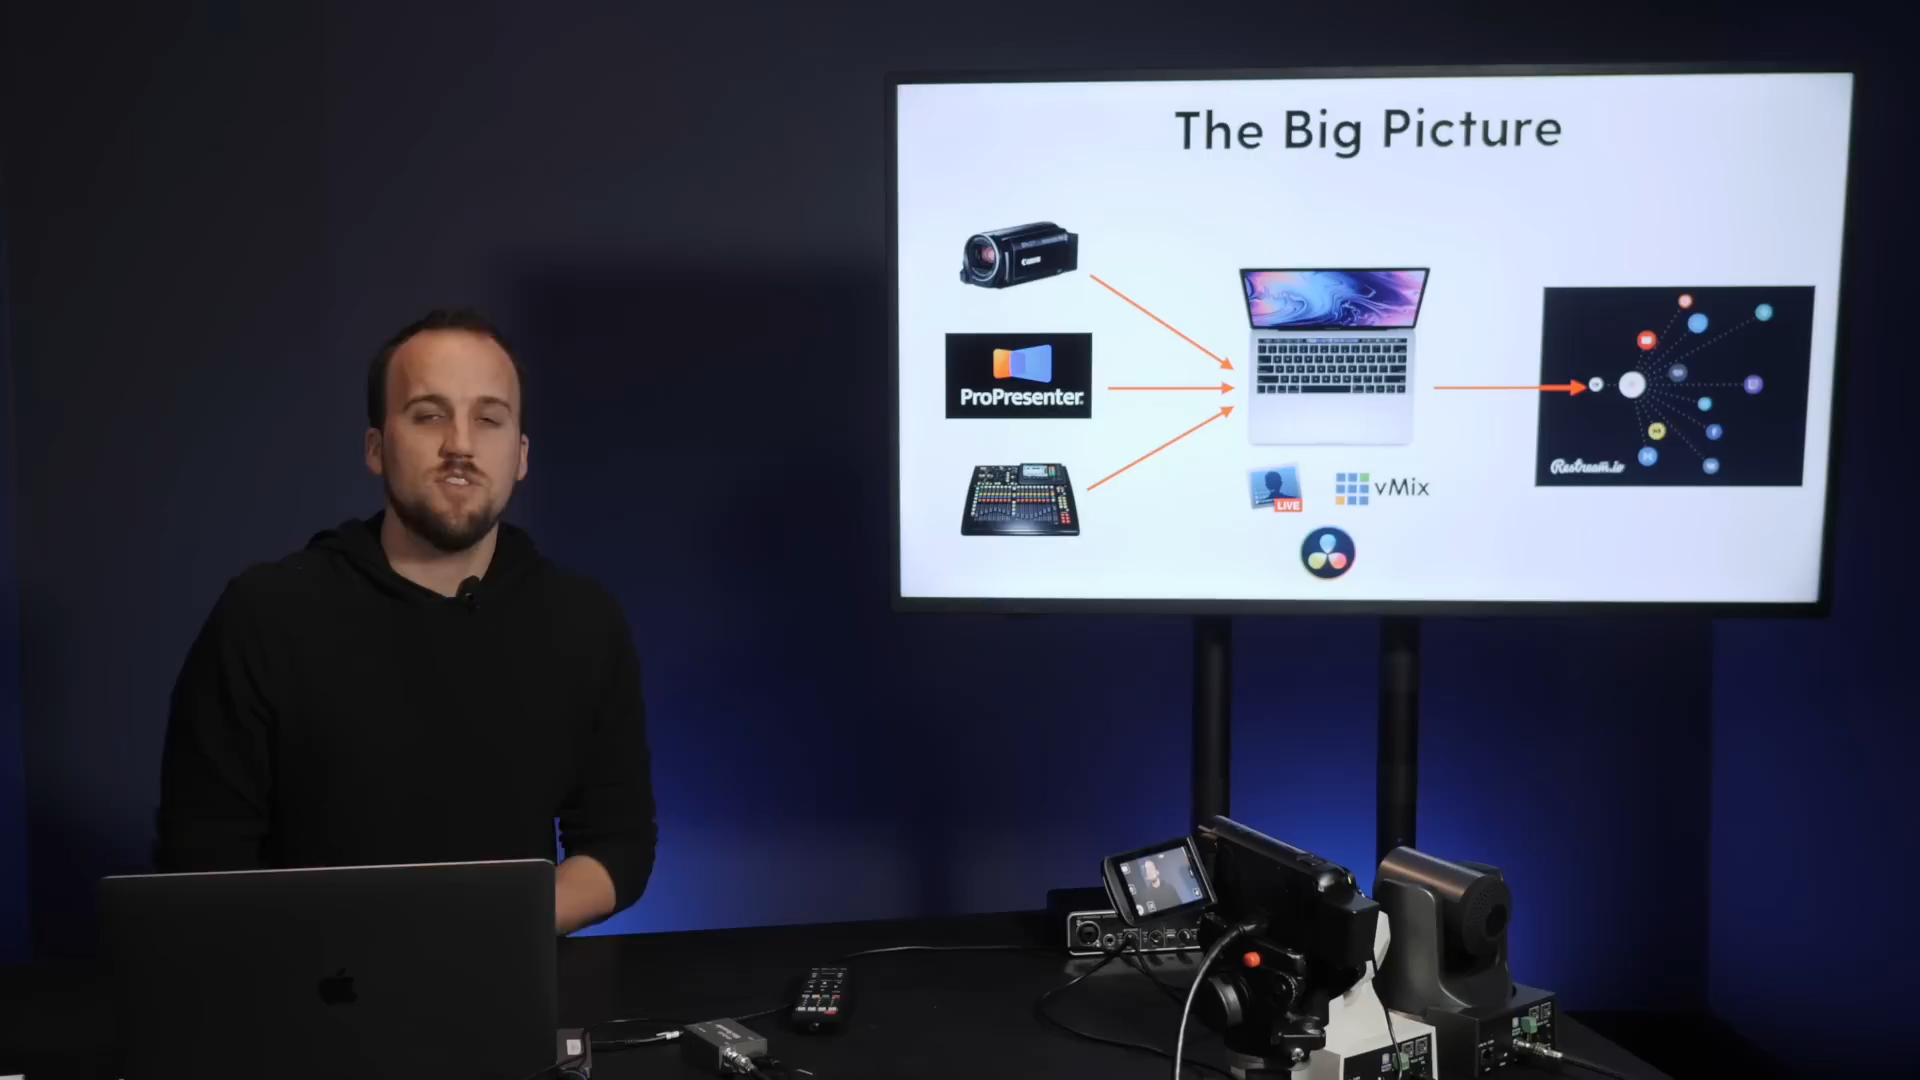 The Big Picture
Canon
ProPresenter
LIVE
vMix
Restream.io